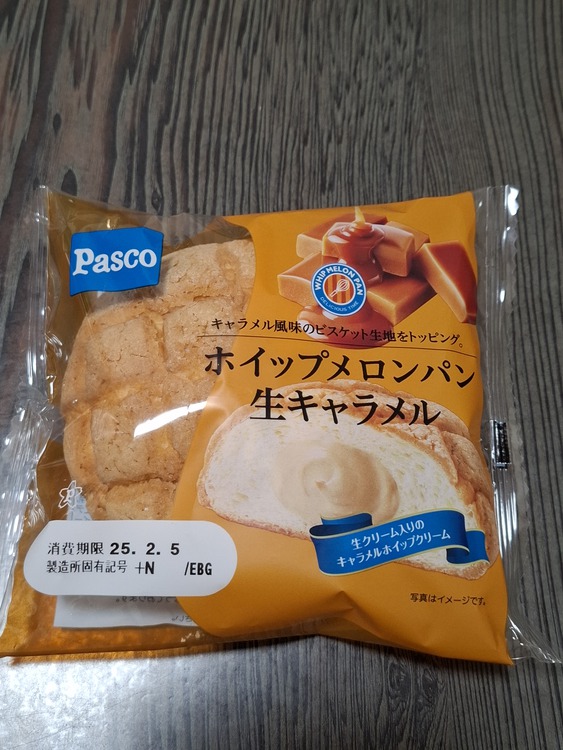 Pasco
WHIP MELON PAN
DELICIOUS TIME
キャラメル風味のビスケット生地をトッピング。
ホイップメロンパン
生キャラメル
生クリーム入りの
キャラメルホイップクリーム
消費期限 25. 2. 5
製造所固有記号 +N /EBG
写真はイメージです。